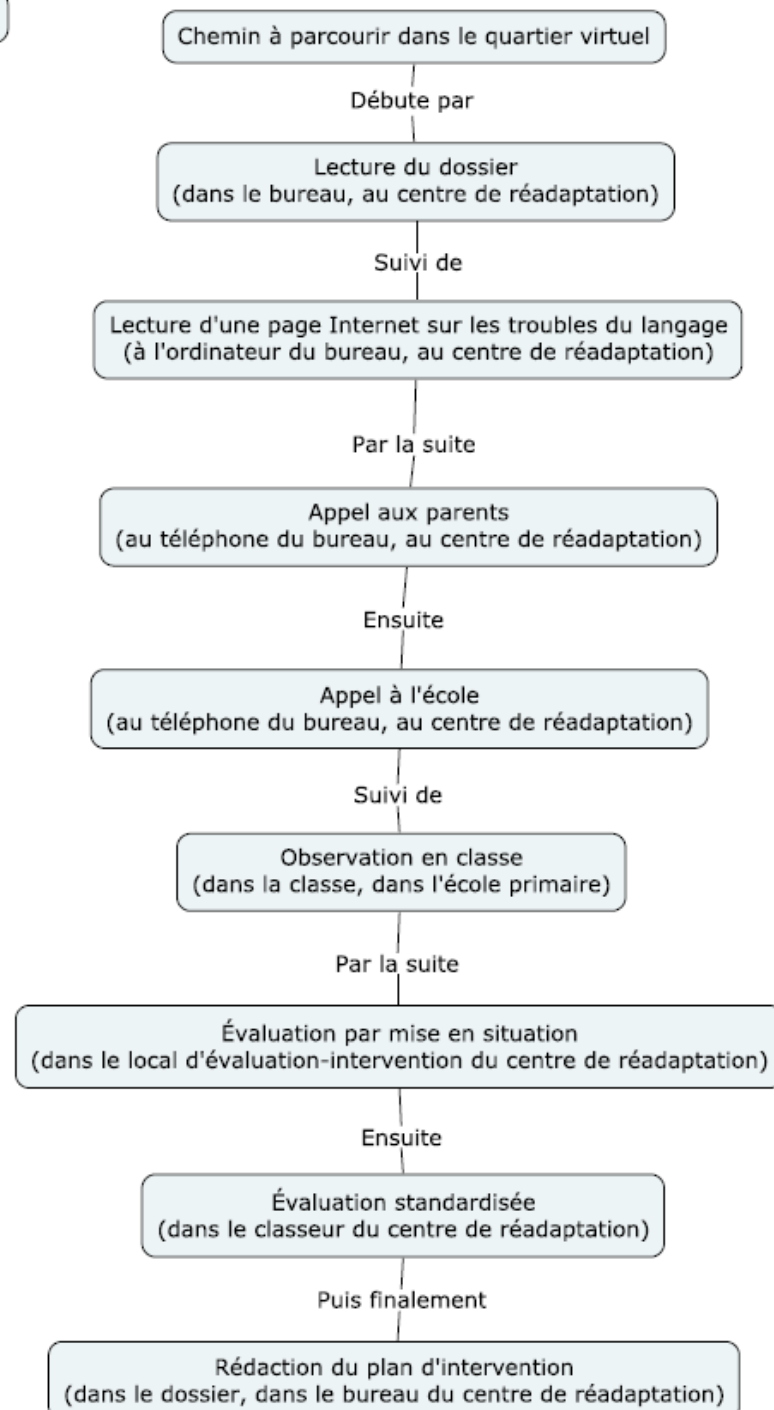 Chemin à parcourir dans le quartier virtuel
Débute par
Lecture du dossier
(dans le bureau, au centre de réadaptation)
Suivi de
Lecture d'une page Internet sur les troubles du langage
(à l'ordinateur du bureau, au centre de réadaptation)
Par la suite
Appel aux parents
(au téléphone du bureau, au centre de réadaptation)
Ensuite
Appel à l'école
(au téléphone du bureau, au centre de réadaptation)
Suivi de
Observation en classe
(dans la classe, dans l'école primaire)
Par la suite
Évaluation par mise en situation
(dans le local d'évaluation-intervention du centre de réadaptation)
Ensuite
Évaluation standardisée
(dans le classeur du centre de réadaptation)
Puis finalement
Rédaction du plan d'intervention
(dans le dossier, dans le bureau du centre de réadaptation)